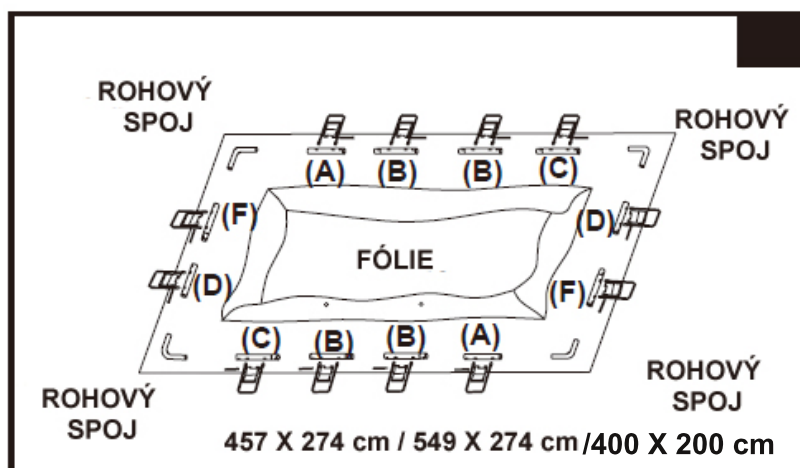 ROHOVÝ
SPOJ
ROHOVÝ
SPOJ
(A) (B) (B) (C)
(F) (D)
FÓLIE
(D) (F)
(C) (B) (B) (A)
ROHOVÝ
SPOJ
ROHOVÝ
SPOJ
457 X 274 cm / 549 X 274 cm /400 X 200 cm